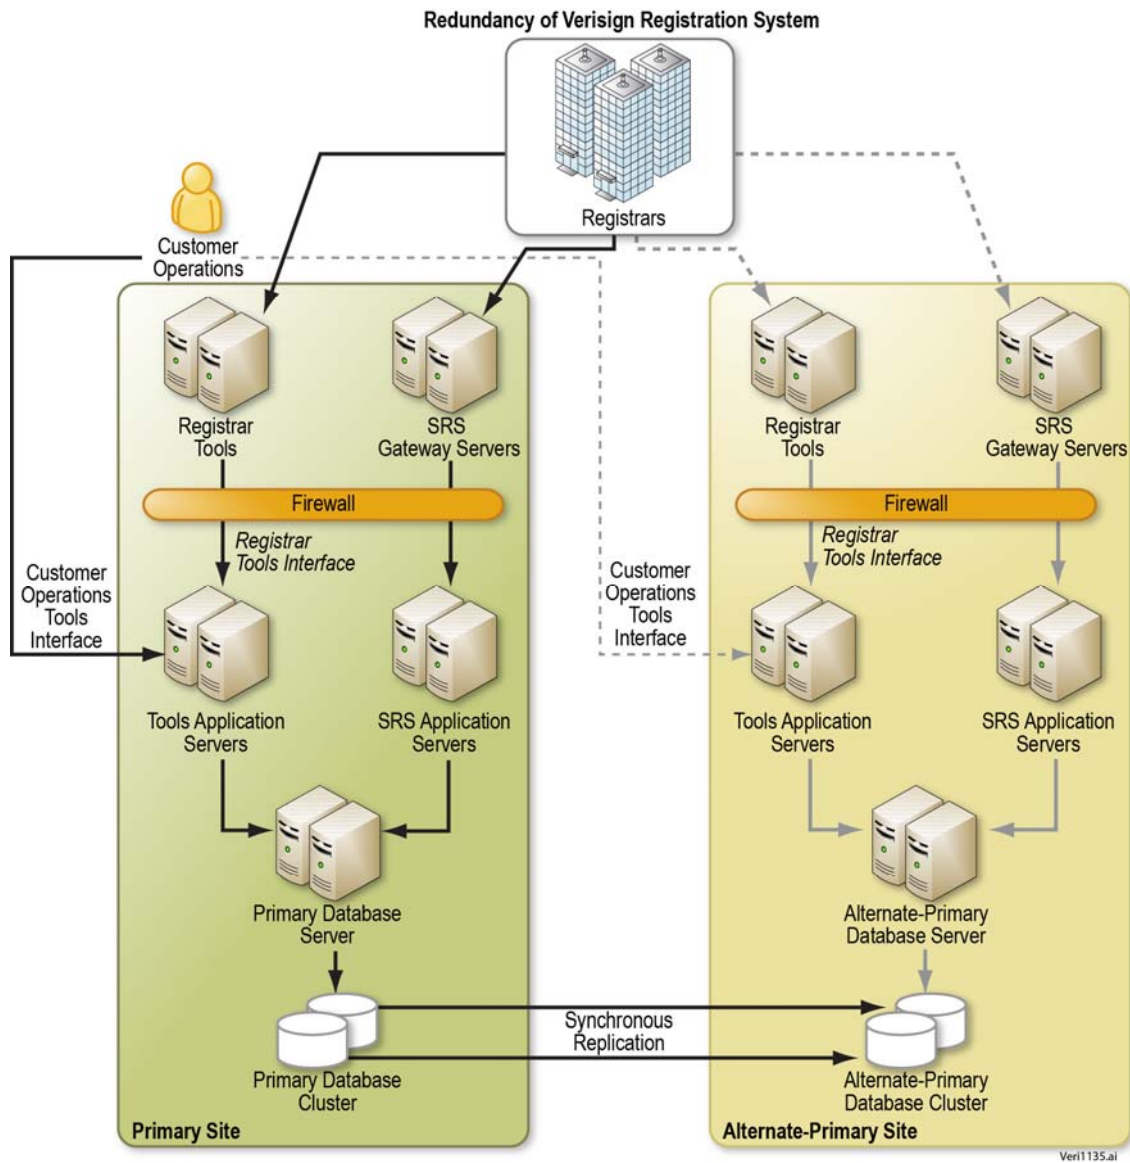 Redundancy of Verisign Registration System
Registrars
Customer
Operations
Registrar
Tools
SRS
Gateway Servers
Firewall
Registrar
Tools Interface
Customer
Operations
Tools
Interface
Tools Application
Servers
SRS Application
Servers
Primary Database
Server
Primary Database
Cluster
Primary Site
Synchronous
Replication
Registrar
Tools
SRS
Gateway Servers
Firewall
Registrar
Tools Interface
Customer
Operations
Tools
Interface
Tools Application
Servers
SRS Application
Servers
Alternate-Primary
Database Server
Alternate-Primary
Database Cluster
Alternate-Primary Site
Veri1135.ai